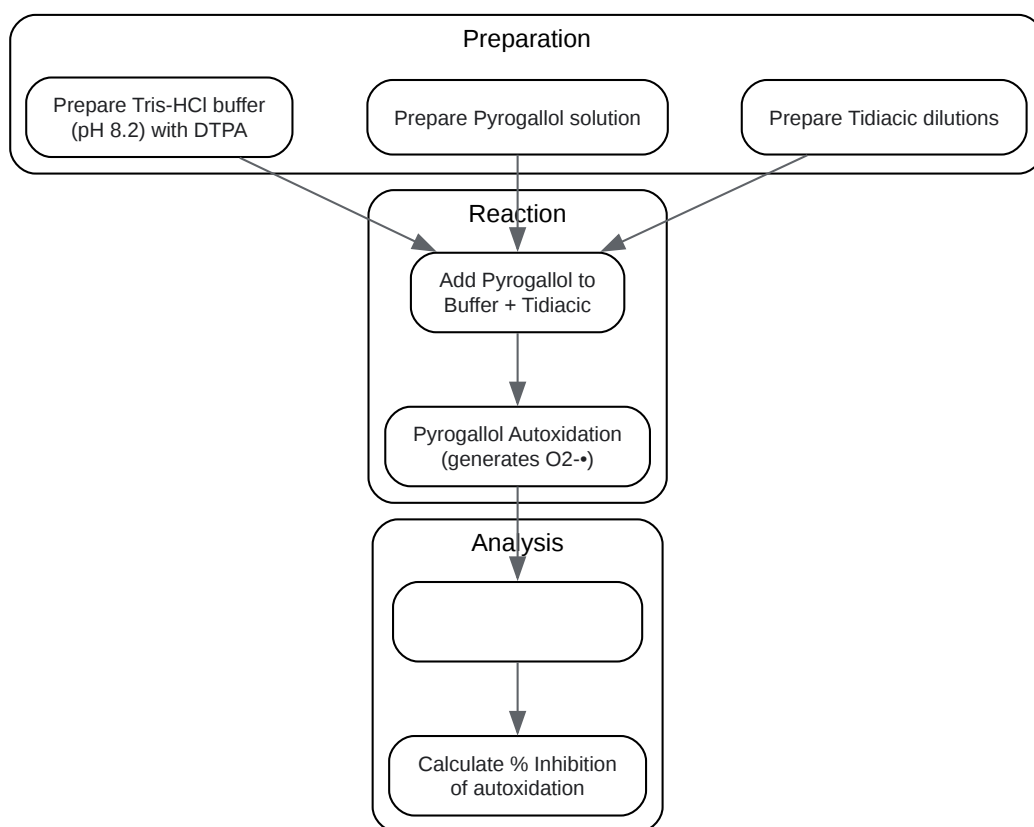 Preparation
Prepare Tris-HCl buffer
(pH 8.2) with DTPA
Prepare Pyrogallol solution
Prepare Tidiacic dilutions
Reaction
Add Pyrogallol to
Buffer + Tidiacic
Pyrogallol Autoxidation
(generates O2-•)
Analysis
Calculate % Inhibition
of autoxidation